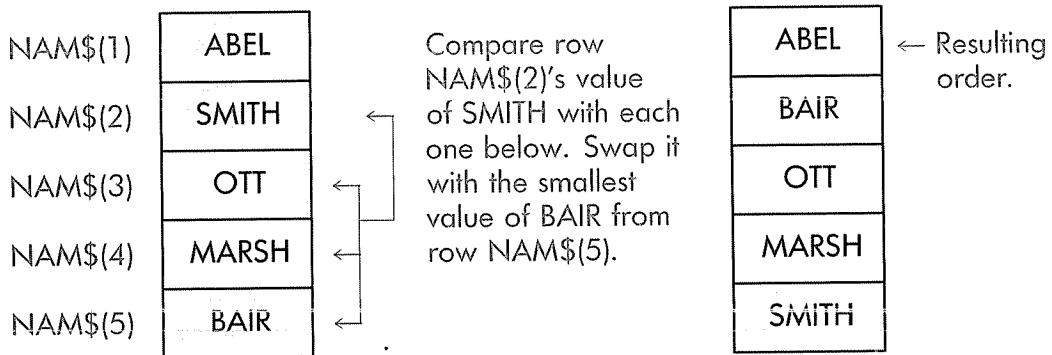 NAM$(1)
NAM$(2)
NAM$(3)
NAM$(4)
NAM$(5)
ABEL
SMITH
OTT
MARSH
BAIR
Compare row
NAM$(2)'s value
of SMITH with each
one below. Swap it
with the smallest
value of BAIR from
row NAM$(5).
ABEL
BAIR
OTT
MARSH
SMITH
← Resulting
order.